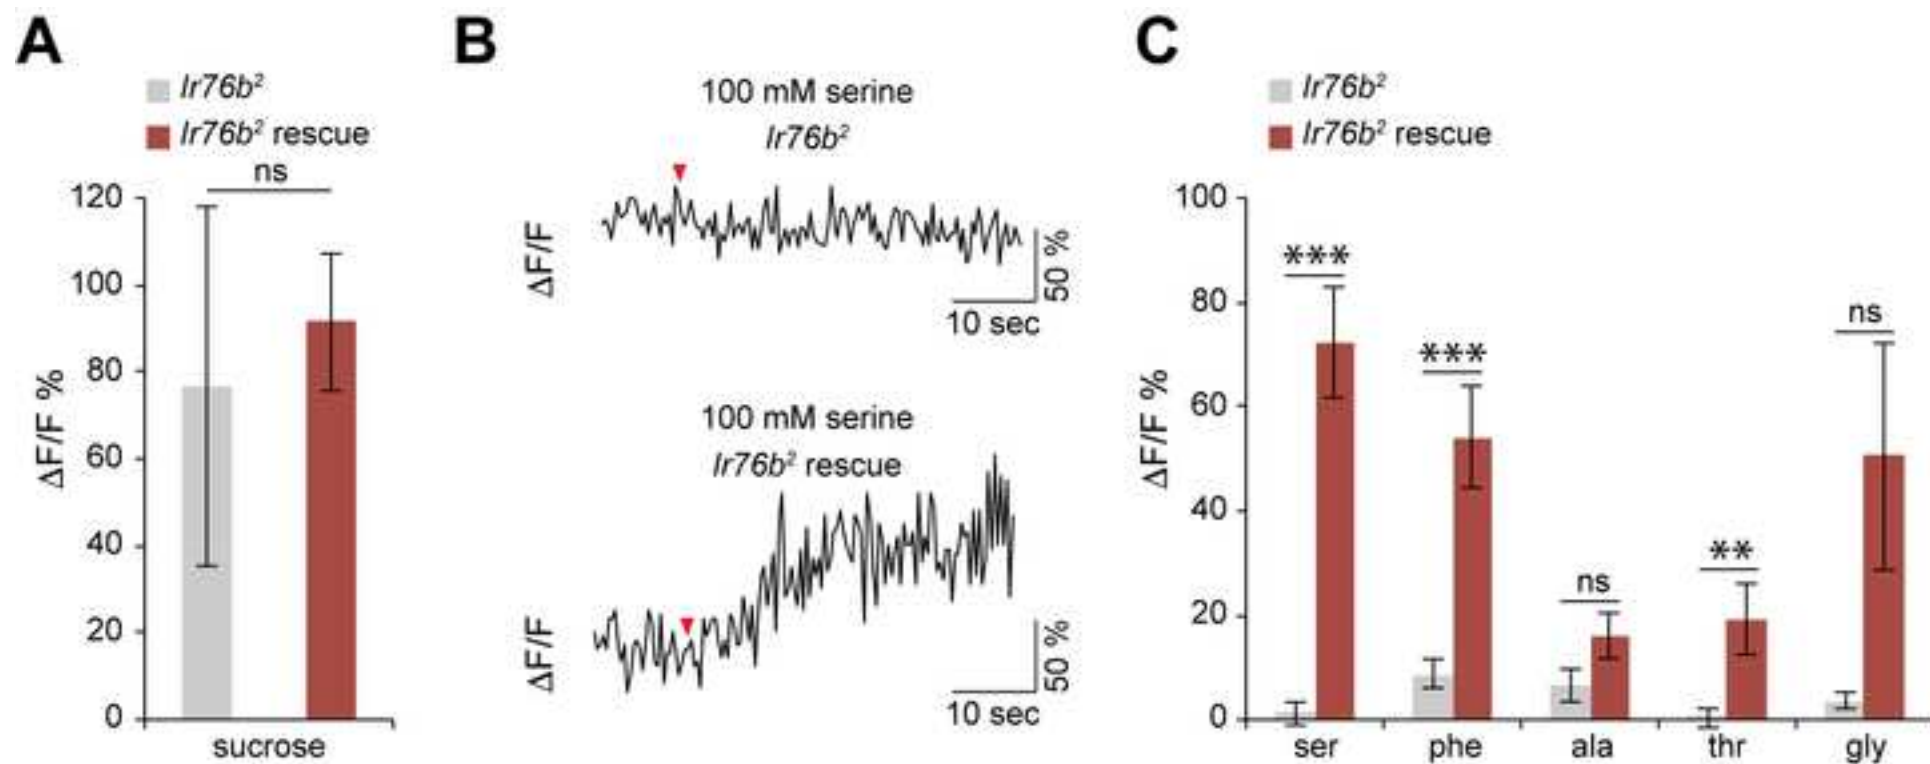 A
Ir76b²
Ir76b² rescue
ns
120
100
80
60
40
20
0
ΔF/F %
sucrose
B
100 mM serine
Ir76b²
ΔF/F
50 %
10 sec
100 mM serine
Ir76b² rescue
ΔF/F
50 %
10 sec
C
Ir76b²
Ir76b² rescue
100
80
60
40
20
0
ΔF/F %
***
***
ns
**
ns
ser phe ala thr gly